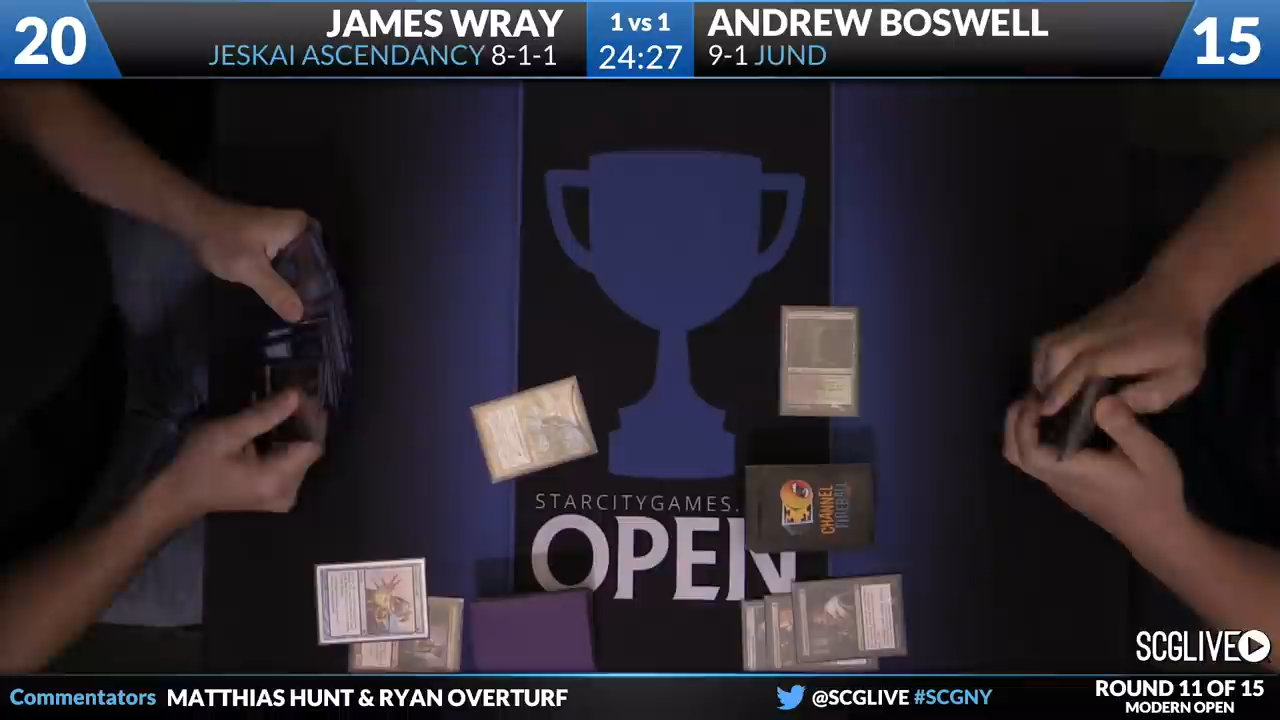 20
JAMES WRAY
JESKAI ASCENDANCY 8-1-1
1 vs 1
24:27
ANDREW BOSWELL
9-1 JUND
15
STARCITYGAMES.
OPEN
CHANNEL
FIREBALL
SCGLIVE
Commentators MATTHIAS HUNT & RYAN OVERTURF
@SCGLIVE #SCGNY
ROUND 11 OF 15
MODERN OPEN